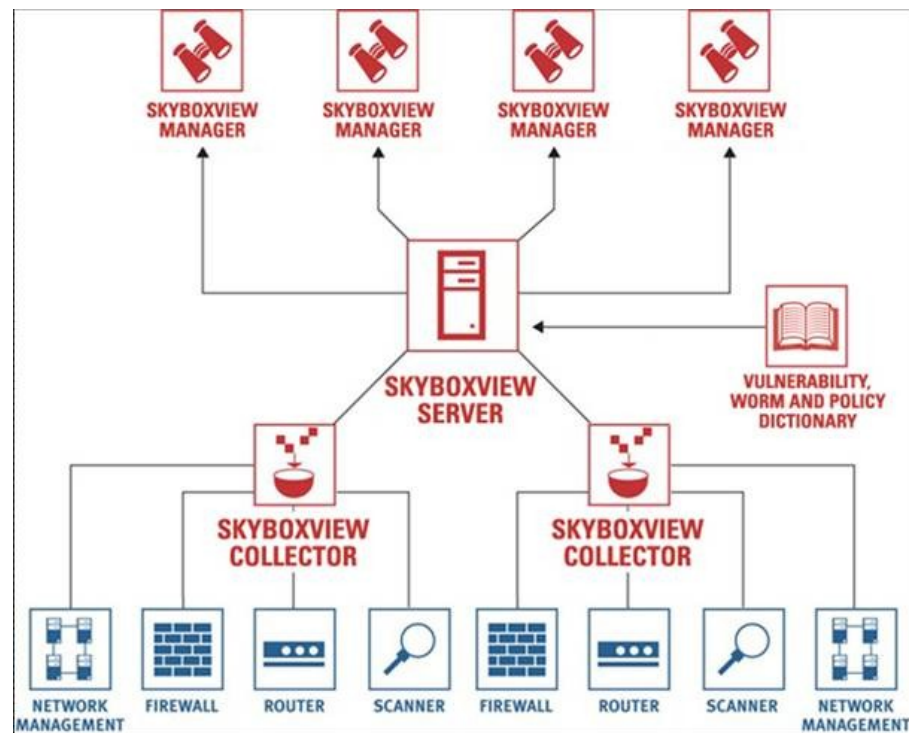 SKYBOXVIEW
MANAGER
SKYBOXVIEW
MANAGER
SKYBOXVIEW
MANAGER
SKYBOXVIEW
MANAGER
SKYBOXVIEW
SERVER
VULNERABILITY,
WORM AND POLICY
DICTIONARY
SKYBOXVIEW
COLLECTOR
SKYBOXVIEW
COLLECTOR
NETWORK
MANAGEMENT
FIREWALL
ROUTER
SCANNER
FIREWALL
ROUTER
SCANNER
NETWORK
MANAGEMENT